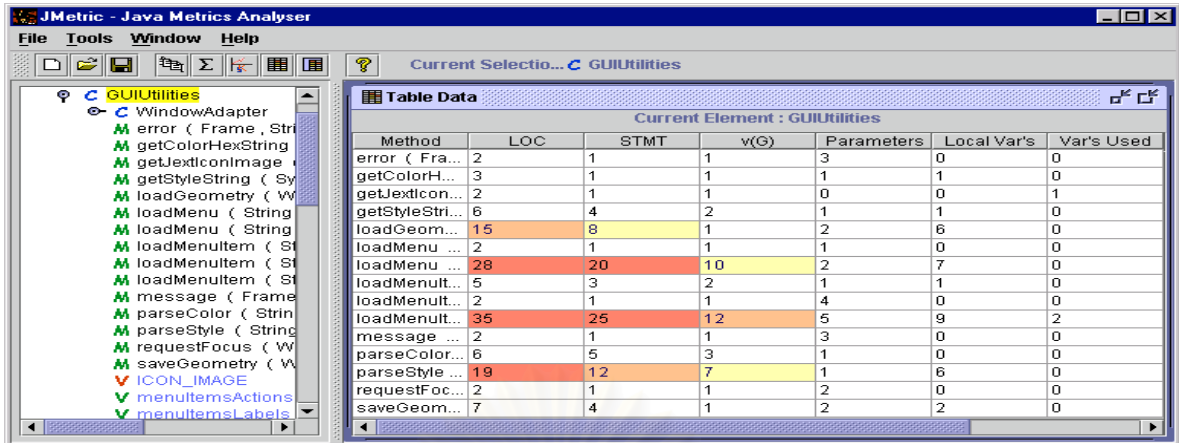 JMetric - Java Metrics Analyser
File Tools Window Help
Current Selectio... C GUIUtilities
GUIUtilities
C WindowAdapter
M error ( Frame , Stri
M getColorHexString
M getJextIconImage
M getStyleString ( Sy
M loadGeometry ( W
M loadMenu ( String
M loadMenu ( String
M loadMenuItem ( St
M loadMenuItem ( St
M loadMenuItem ( St
M message ( Frame
M parseColor ( Strin
M parseStyle ( String
M requestFocus ( W
M saveGeometry ( W
V ICON_IMAGE
V menuItemsActions
V menuItemsLabels
Table Data
Current Element : GUIUtilities
Method LOC STMT v(G) Parameters Local Var's Var's Used
error ( Fra... 2 1 1 3 0 0
getColorH... 3 1 1 1 1 0
getJextIcon... 2 1 1 0 0 1
getStyleStri... 6 4 2 1 1 0
loadGeom... 15 8 1 2 6 0
loadMenu ... 2 1 1 1 0 0
loadMenu ... 28 20 10 2 7 0
loadMenuIt... 5 3 2 1 1 0
loadMenuIt... 2 1 1 4 0 0
loadMenuIt... 35 25 12 5 9 2
message ... 2 1 1 3 0 0
parseColor... 6 5 3 1 0 0
parseStyle ... 19 12 7 1 6 0
requestFoc... 2 1 1 2 0 0
saveGeom... 7 4 1 2 2 0